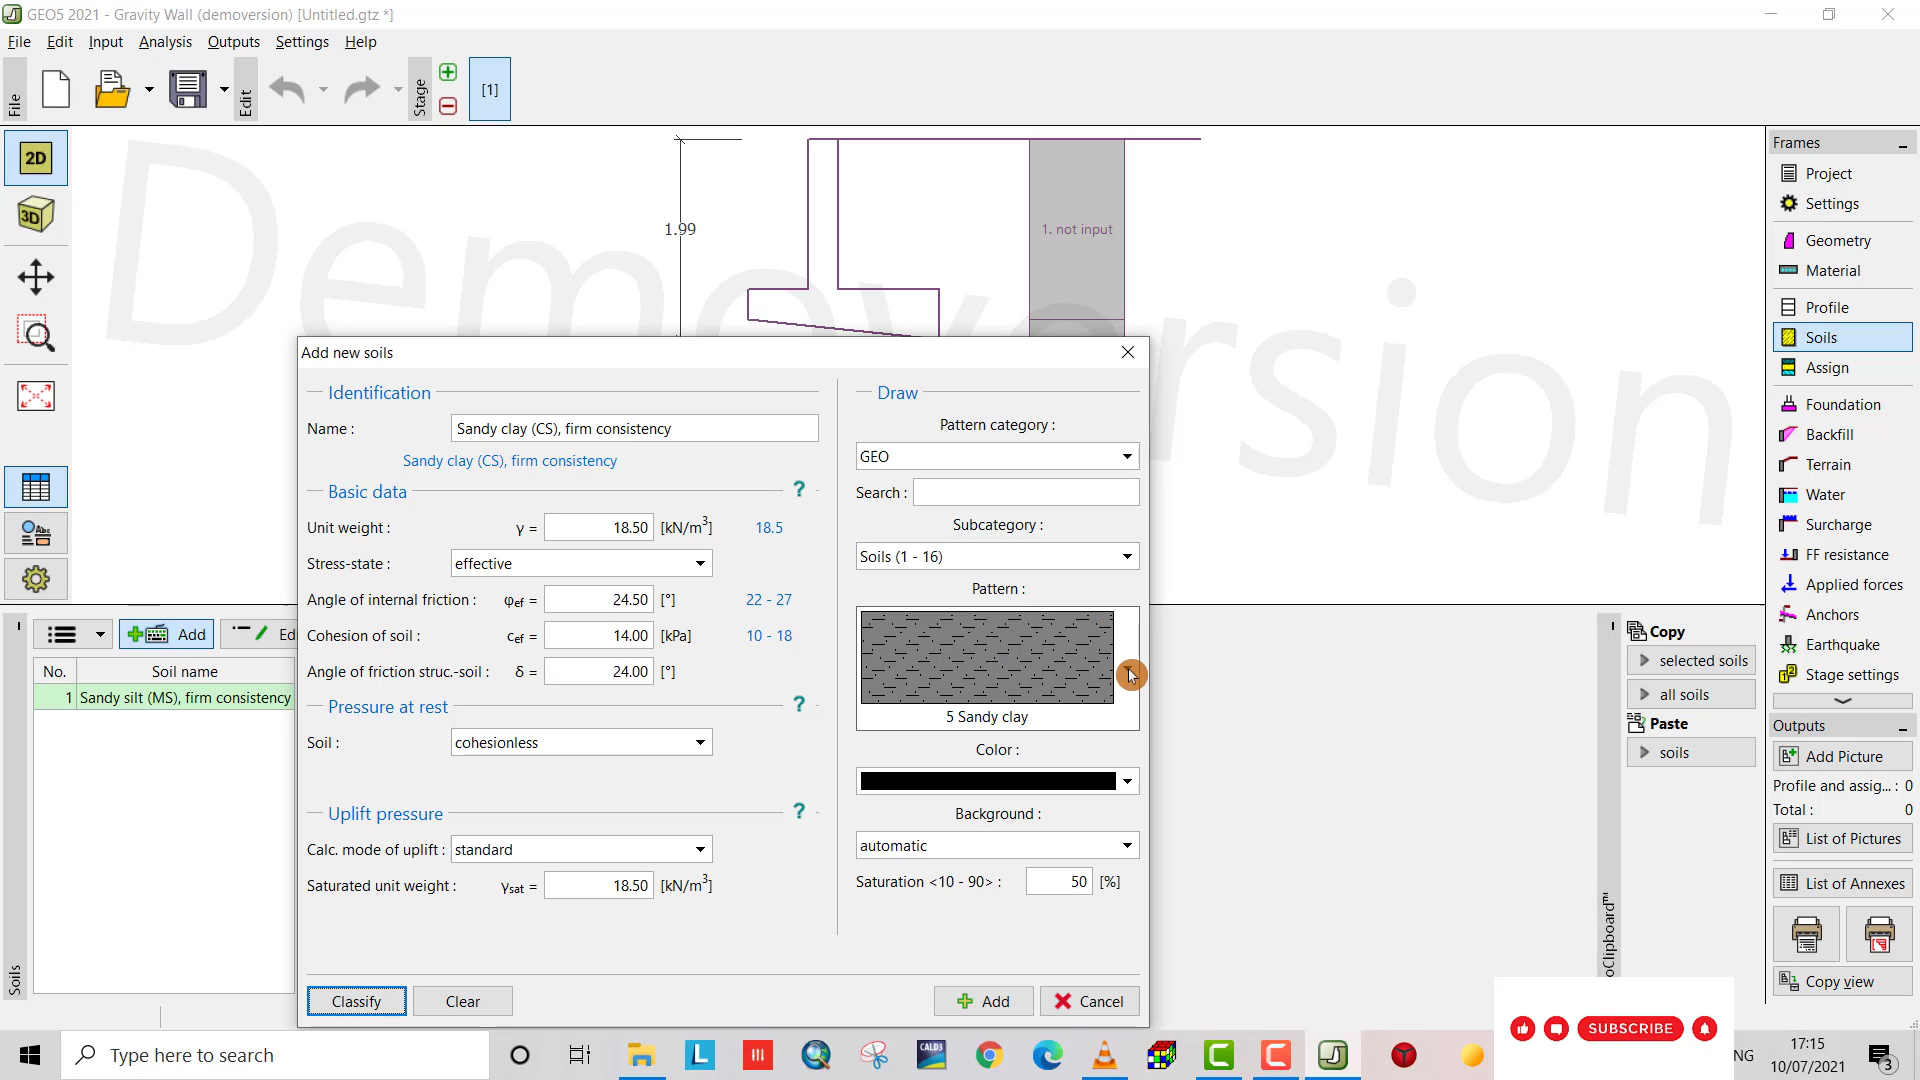 GEO5 2021 - Gravity Wall (demoversion) [Untitled.gtz *]
File Edit Input Analysis Outputs Settings Help
File
Edit
Stage
[1]
2D
3D
Demoversion
1.99
1. not input
Frames
Project
Settings
Geometry
Material
Profile
Soils
Assign
Foundation
Backfill
Terrain
Water
Surcharge
FF resistance
Applied forces
Anchors
Earthquake
Stage settings
Outputs
Add Picture
Profile and assig... : 0
Total : 0
List of Pictures
List of Annexes
Copy view
Add new soils
Identification
Name : Sandy clay (CS), firm consistency
Sandy clay (CS), firm consistency
Basic data ?
Unit weight : γ = 18.50 [kN/m3] 18.5
Stress-state : effective
Angle of internal friction : φef = 24.50 [°] 22 - 27
Cohesion of soil : cef = 14.00 [kPa] 10 - 18
Angle of friction struc.-soil : δ = 24.00 [°]
Pressure at rest ?
Soil : cohesionless
Uplift pressure ?
Calc. mode of uplift : standard
Saturated unit weight : γsat = 18.50 [kN/m3]
Draw
Pattern category :
GEO
Search :
Subcategory :
Soils (1 - 16)
Pattern :
5 Sandy clay
Color :
Background :
automatic
Saturation <10 - 90> : 50 [%]
Classify
Clear
Add
Cancel
Add
Edi
No. Soil name
1 Sandy silt (MS), firm consistency
Soils
Copy
selected soils
all soils
Paste
soils
oClipboard™
SUBSCRIBE
Type here to search
L
CALD3
NG
17:15
10/07/2021
3